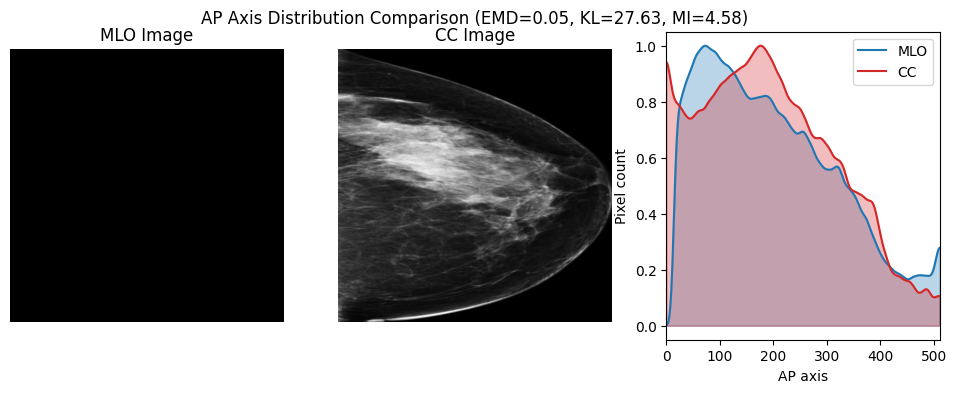 AP Axis Distribution Comparison (EMD=0.05, KL=27.63, MI=4.58)
MLO Image
CC Image
MLO
CC
1.0
0.8
0.6
0.4
0.2
0.0
Pixel count
0 100 200 300 400 500
AP axis